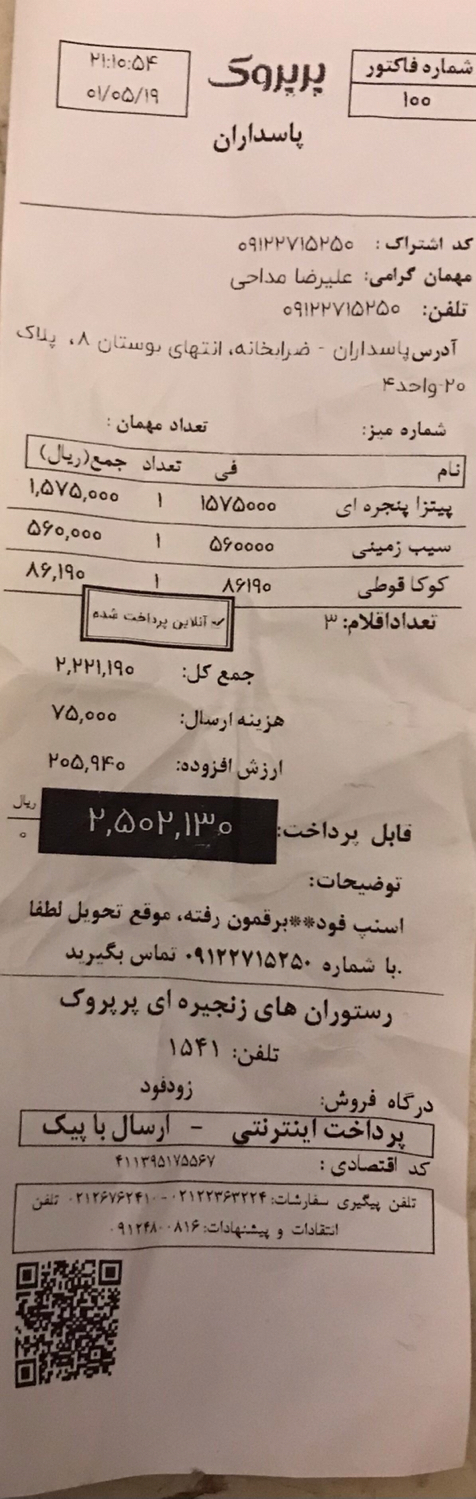 شماره فاکتور
۱۰۰
پرپروک
پاسداران
۲۱:۱۰:۵۴
۰۱/۰۵/۱۹
کد اشتراک : ۰۹۱۲۲۷۱۵۲۵۰
مهمان گرامی: علیرضا مداحی
تلفن: ۰۹۱۲۲۷۱۵۲۵۰
آدرس پاسداران - ضرابخانه، انتهای بوستان ۸، پلاک
۲۰-واحد۴
شماره میز: تعداد مهمان :
نام فی تعداد جمع(ریال)
پیتزا پنجره ای ۱۵۷۵۰۰۰ ۱ ۱,۵۷۵,۰۰۰
سیب زمینی ۵۶۰۰۰۰ ۱ ۵۶۰,۰۰۰
کوکا قوطی ۸۶۱۹۰ ۱ ۸۶,۱۹۰
تعداداقلام: ۳ ✓ آنلاین پرداخت شده
جمع کل: ۲,۲۲۱,۱۹۰
هزینه ارسال: ۷۵,۰۰۰
ارزش افزوده: ۲۰۵,۹۴۰
قابل پرداخت: ۲,۵۰۲,۱۳۰ ریال
۰
توضیحات:
اسنپ فود**برقمون رفته، موقع تحویل لطفا
با شماره ۰۹۱۲۲۷۱۵۲۵۰ تماس بگیرید.
رستوران های زنجیره ای پرپروک
تلفن: ۱۵۴۱
درگاه فروش: زودفود
پرداخت اینترنتی - ارسال با پیک
کد اقتصادی : ۴۱۱۳۹۵۱۷۵۵۶۷
تلفن پیگیری سفارشات: ۰۲۱۲۲۳۶۳۲۲۴-۰۲۱۲۶۷۶۲۴۱۰ تلفن
انتقادات و پیشنهادات: ۰۹۱۲۴۸۰۰۸۱۶